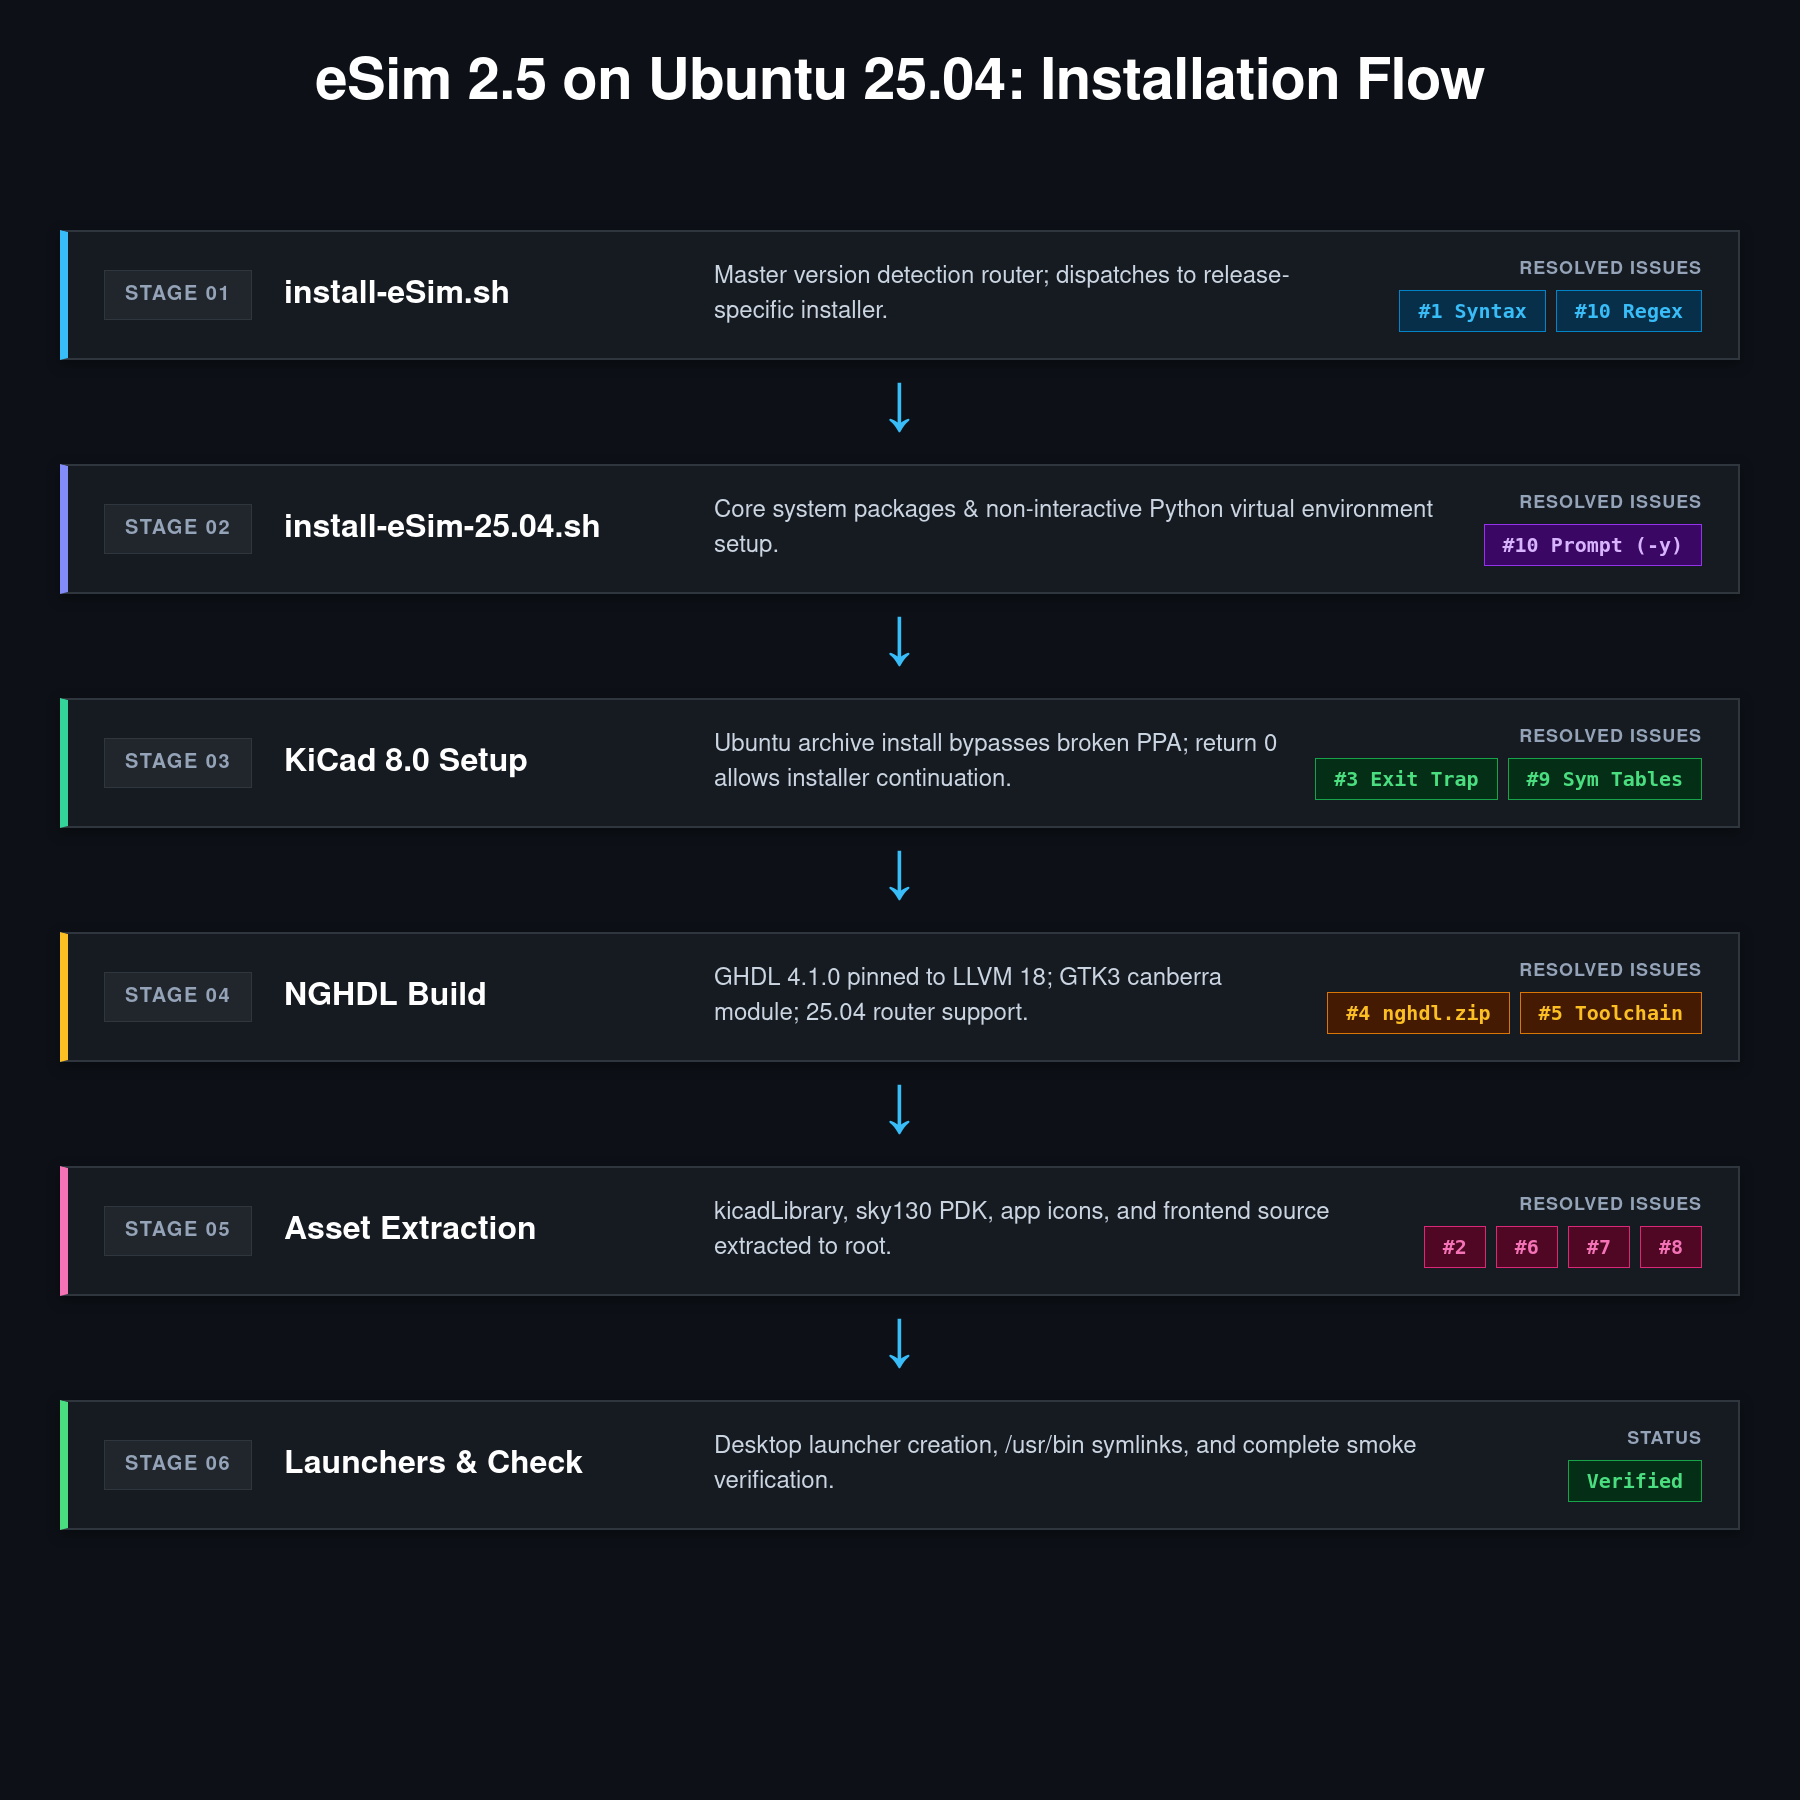 eSim 2.5 on Ubuntu 25.04: Installation Flow
STAGE 01
install-eSim.sh
Master version detection router; dispatches to release-
specific installer.
RESOLVED ISSUES
#1 Syntax
#10 Regex
STAGE 02
install-eSim-25.04.sh
Core system packages & non-interactive Python virtual environment
setup.
RESOLVED ISSUES
#10 Prompt (-y)
STAGE 03
KiCad 8.0 Setup
Ubuntu archive install bypasses broken PPA; return 0
allows installer continuation.
RESOLVED ISSUES
#3 Exit Trap
#9 Sym Tables
STAGE 04
NGHDL Build
GHDL 4.1.0 pinned to LLVM 18; GTK3 canberra
module; 25.04 router support.
RESOLVED ISSUES
#4 nghdl.zip
#5 Toolchain
STAGE 05
Asset Extraction
kicadLibrary, sky130 PDK, app icons, and frontend source
extracted to root.
RESOLVED ISSUES
#2
#6
#7
#8
STAGE 06
Launchers & Check
Desktop launcher creation, /usr/bin symlinks, and complete smoke
verification.
STATUS
Verified